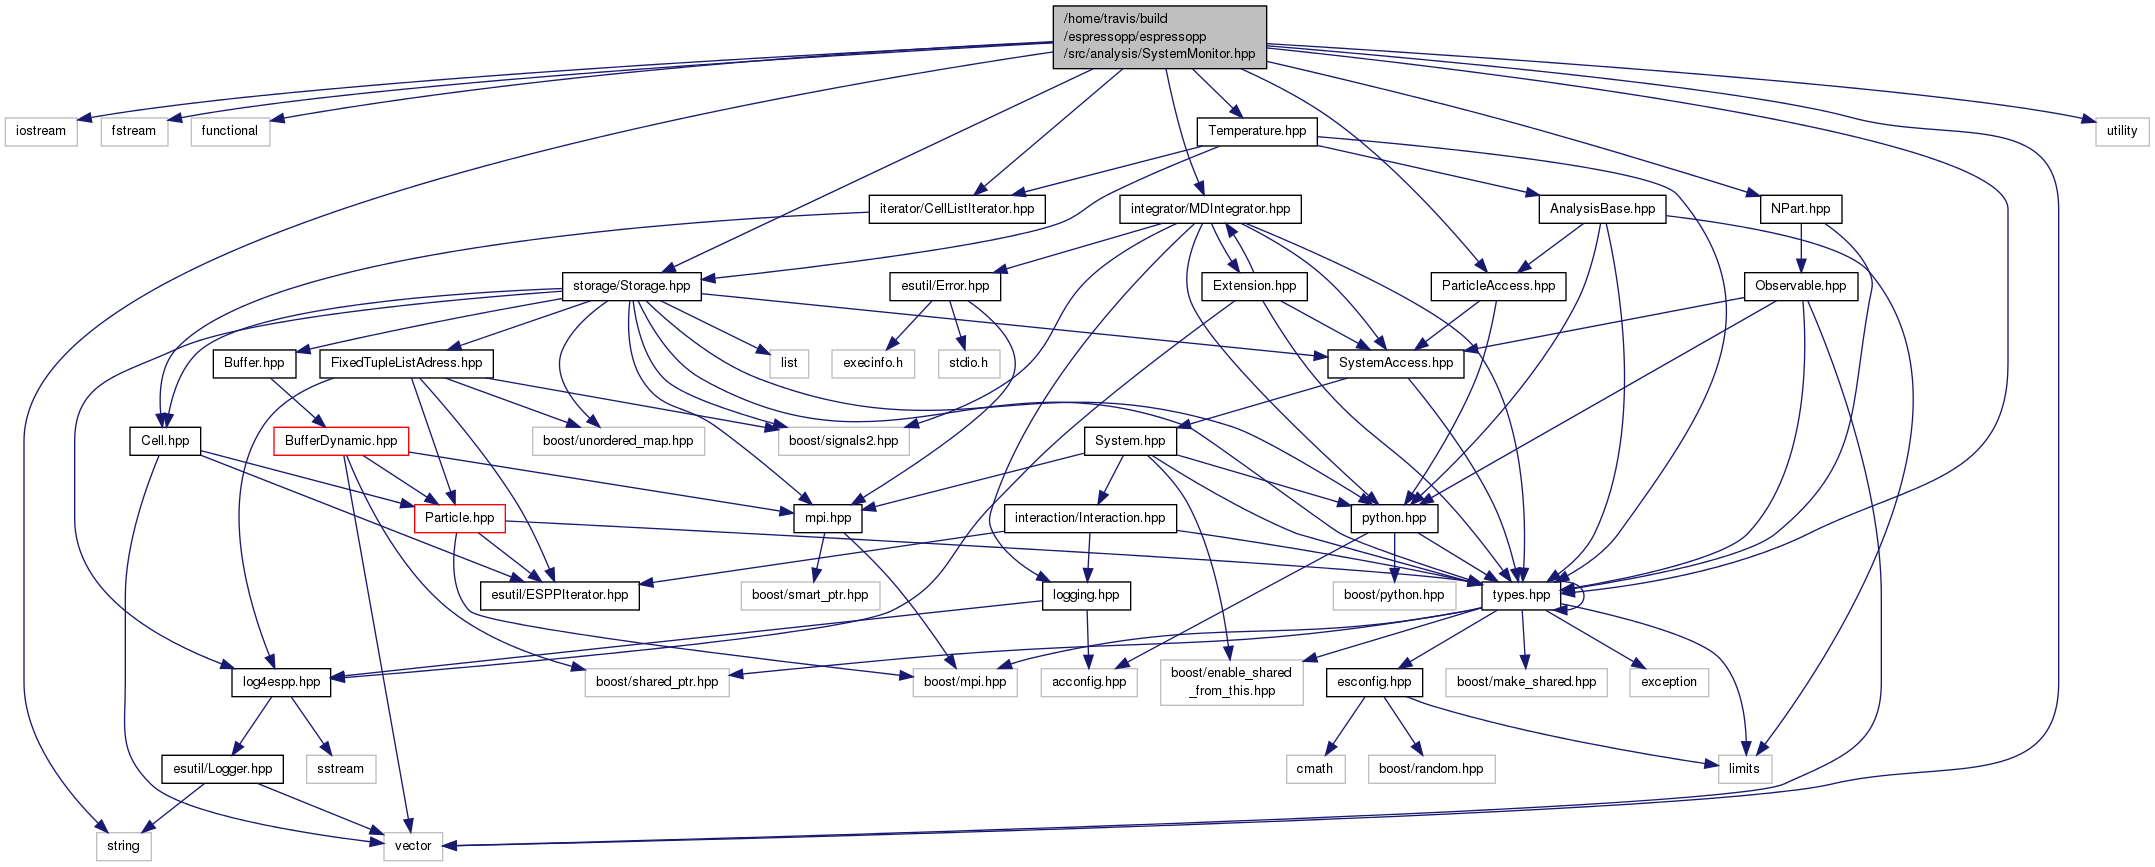 /home/travis/build
/espressopp/espressopp
/src/analysis/SystemMonitor.hpp
iostream
fstream
functional
Temperature.hpp
utility
iterator/CellListIterator.hpp
integrator/MDIntegrator.hpp
AnalysisBase.hpp
NPart.hpp
storage/Storage.hpp
esutil/Error.hpp
Extension.hpp
ParticleAccess.hpp
Observable.hpp
Buffer.hpp
FixedTupleListAdress.hpp
list
execinfo.h
stdio.h
SystemAccess.hpp
Cell.hpp
BufferDynamic.hpp
boost/unordered_map.hpp
boost/signals2.hpp
System.hpp
Particle.hpp
mpi.hpp
interaction/Interaction.hpp
python.hpp
esutil/ESPPIterator.hpp
boost/smart_ptr.hpp
logging.hpp
boost/python.hpp
types.hpp
log4espp.hpp
boost/shared_ptr.hpp
boost/mpi.hpp
acconfig.hpp
boost/enable_shared
_from_this.hpp
esconfig.hpp
boost/make_shared.hpp
exception
esutil/Logger.hpp
sstream
cmath
boost/random.hpp
limits
string
vector